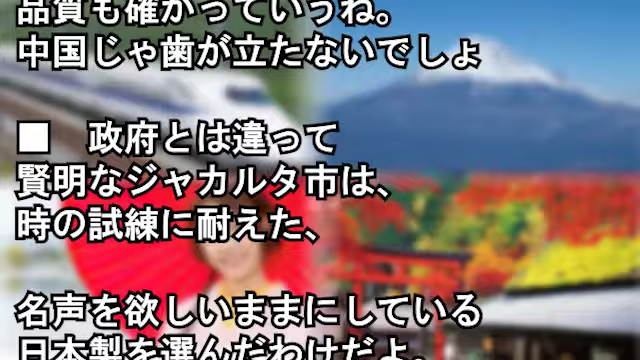 品質も確かっていうね。
中国じゃ歯が立たないでしょ
■　政府とは違って
賢明なジャカルタ市は、
時の試練に耐えた、
名声を欲しいままにしている
日本製を選んだわけだよ。